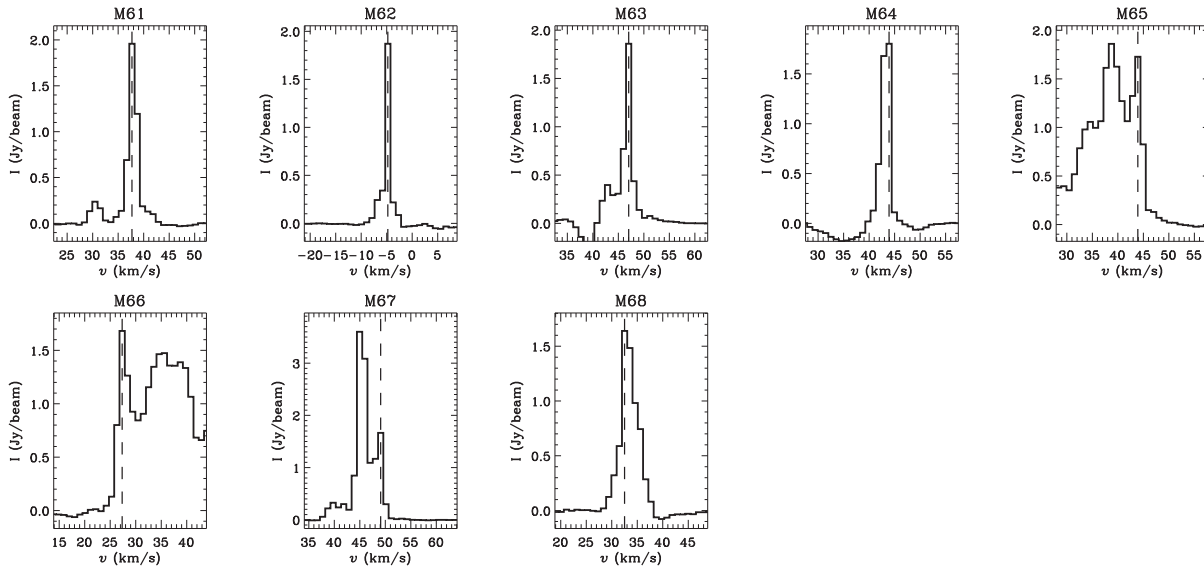 M61 M62 M63 M64 M65
2.0 2.0 2.0 1.5 2.0
1.5 1.5 1.5 1.0 1.5
1.0 1.0 1.0 0.5 1.0
0.5 0.5 0.5 0.0 0.5
0.0 0.0 0.0 0.0
I (Jy/beam) I (Jy/beam) I (Jy/beam) I (Jy/beam) I (Jy/beam)
25 30 35 40 45 50 −20−15−10 −5 0 5 35 40 45 50 55 60 30 35 40 45 50 55 30 35 40 45 50 55
v (km/s) v (km/s) v (km/s) v (km/s) v (km/s)
M66 M67 M68
1.5 3 1.5
1.0 2 1.0
0.5 1 0.5
0.0 0 0.0
I (Jy/beam) I (Jy/beam) I (Jy/beam)
15 20 25 30 35 40 35 40 45 50 55 60 20 25 30 35 40 45
v (km/s) v (km/s) v (km/s)